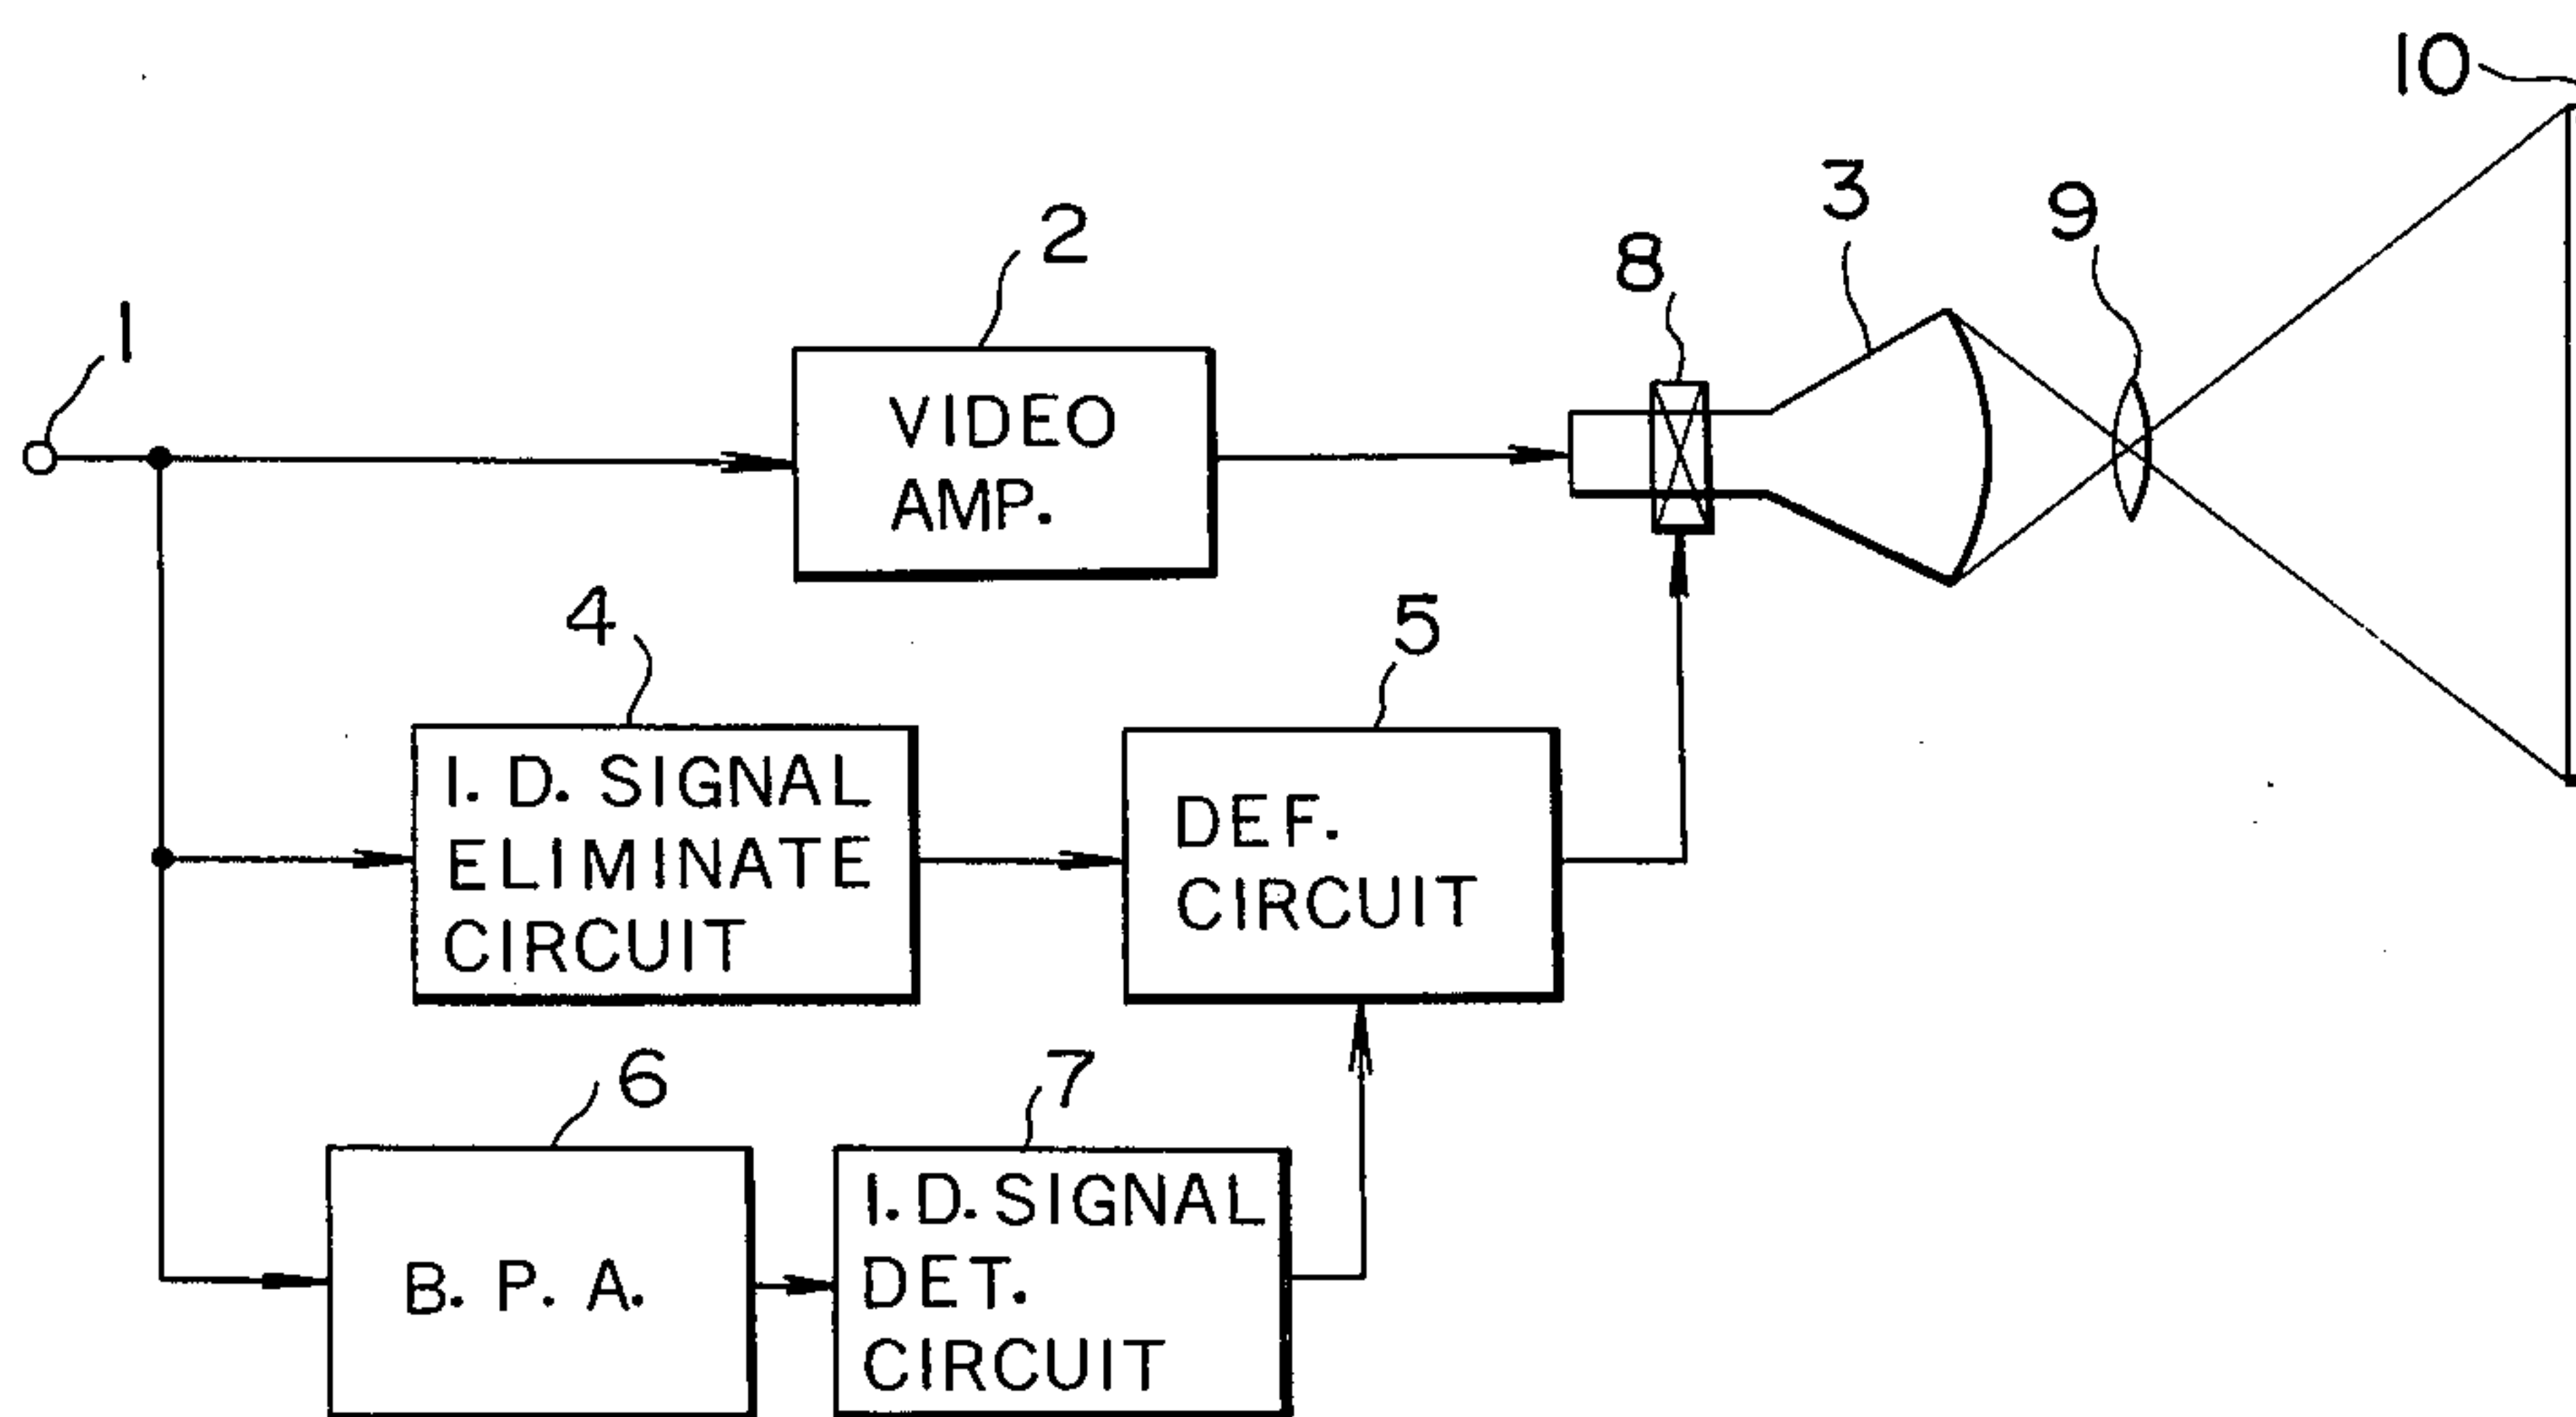 10
3
9
8
2
1
VIDEO
AMP.
4
5
I. D. SIGNAL
ELIMINATE
CIRCUIT
DEF.
CIRCUIT
6
7
B. P. A.
I. D. SIGNAL
DET.
CIRCUIT